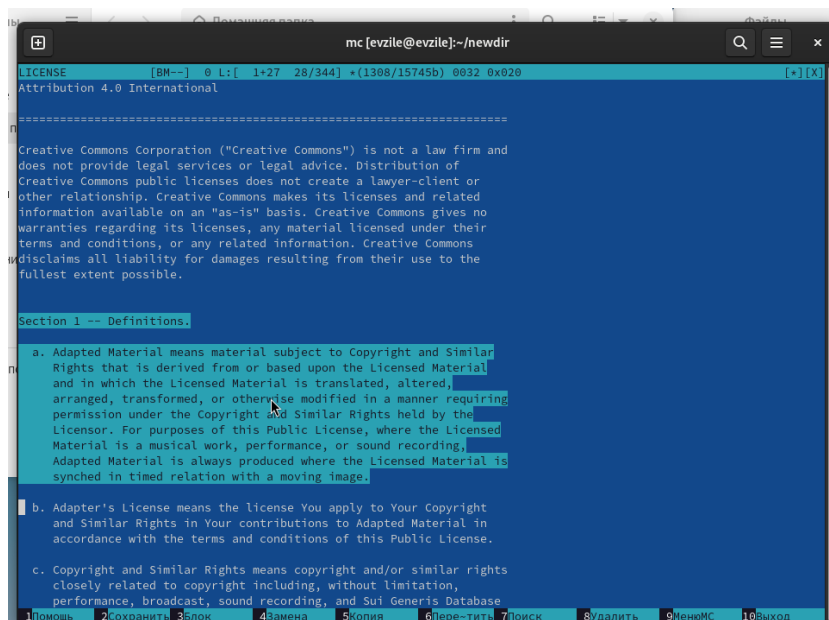 Домашняя папка
Файлы
mc [evzile@evzile]:~/newdir
LICENSE [BM--] 0 L:[ 1+27 28/344] *(1308/15745b) 0032 0x020 [*][X]
Attribution 4.0 International
=======================================================================
Creative Commons Corporation ("Creative Commons") is not a law firm and
does not provide legal services or legal advice. Distribution of
Creative Commons public licenses does not create a lawyer-client or
other relationship. Creative Commons makes its licenses and related
information available on an "as-is" basis. Creative Commons gives no
warranties regarding its licenses, any material licensed under their
terms and conditions, or any related information. Creative Commons
disclaims all liability for damages resulting from their use to the
fullest extent possible.
Section 1 -- Definitions.
a. Adapted Material means material subject to Copyright and Similar
Rights that is derived from or based upon the Licensed Material
and in which the Licensed Material is translated, altered,
arranged, transformed, or otherwise modified in a manner requiring
permission under the Copyright and Similar Rights held by the
Licensor. For purposes of this Public License, where the Licensed
Material is a musical work, performance, or sound recording,
Adapted Material is always produced where the Licensed Material is
synched in timed relation with a moving image.
b. Adapter's License means the license You apply to Your Copyright
and Similar Rights in Your contributions to Adapted Material in
accordance with the terms and conditions of this Public License.
c. Copyright and Similar Rights means copyright and/or similar rights
closely related to copyright including, without limitation,
performance, broadcast, sound recording, and Sui Generis Database
1Помощь 2Сохранить 3Блок 4Замена 5Копия 6Пере~тить 7Поиск 8Удалить 9МенюMC 10Выход